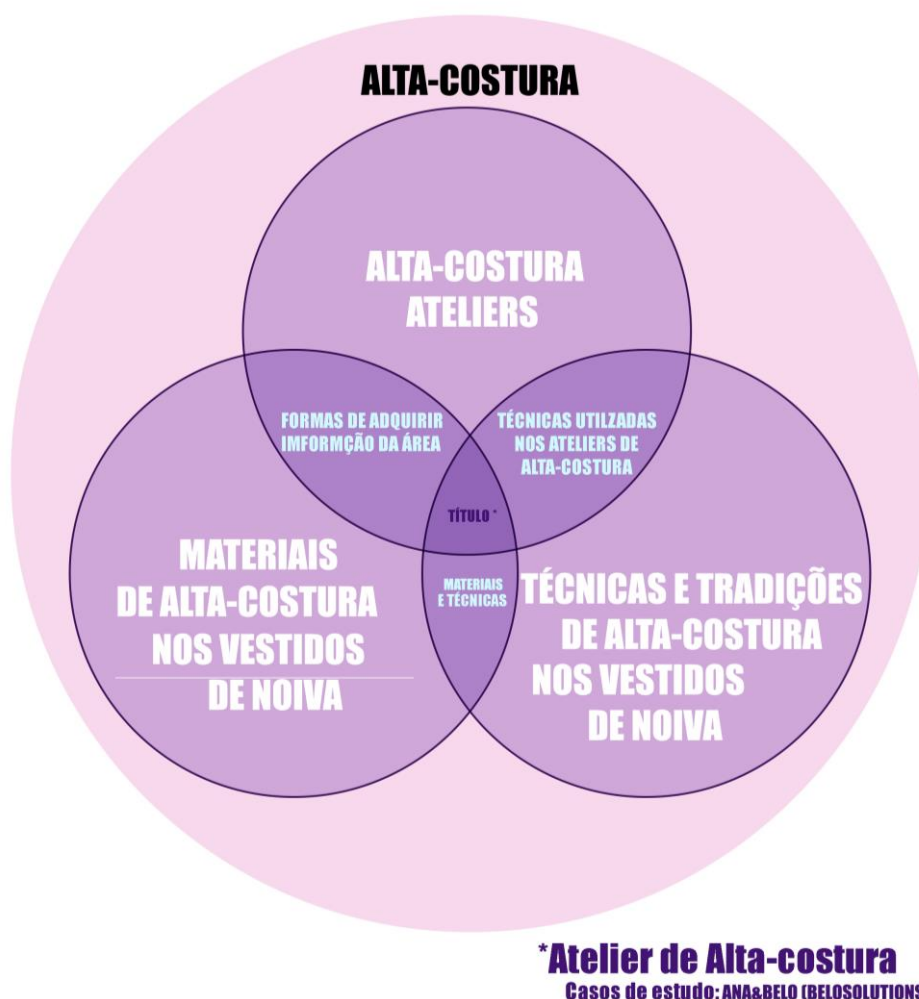 ALTA-COSTURA
ALTA-COSTURA
ATELIERS
FORMAS DE ADQUIRIR
IMFORMÇÃO DA ÁREA
TÉCNICAS UTILZADAS
NOS ATELIERS DE
ALTA-COSTURA
TÍTULO *
MATERIAIS
DE ALTA-COSTURA
NOS VESTIDOS
DE NOIVA
MATERIAIS
E TÉCNICAS
TÉCNICAS E TRADIÇÕES
DE ALTA-COSTURA
NOS VESTIDOS
DE NOIVA
*Atelier de Alta-costura
Casos de estudo: ANA&BELO (BELOSOLUTIONS